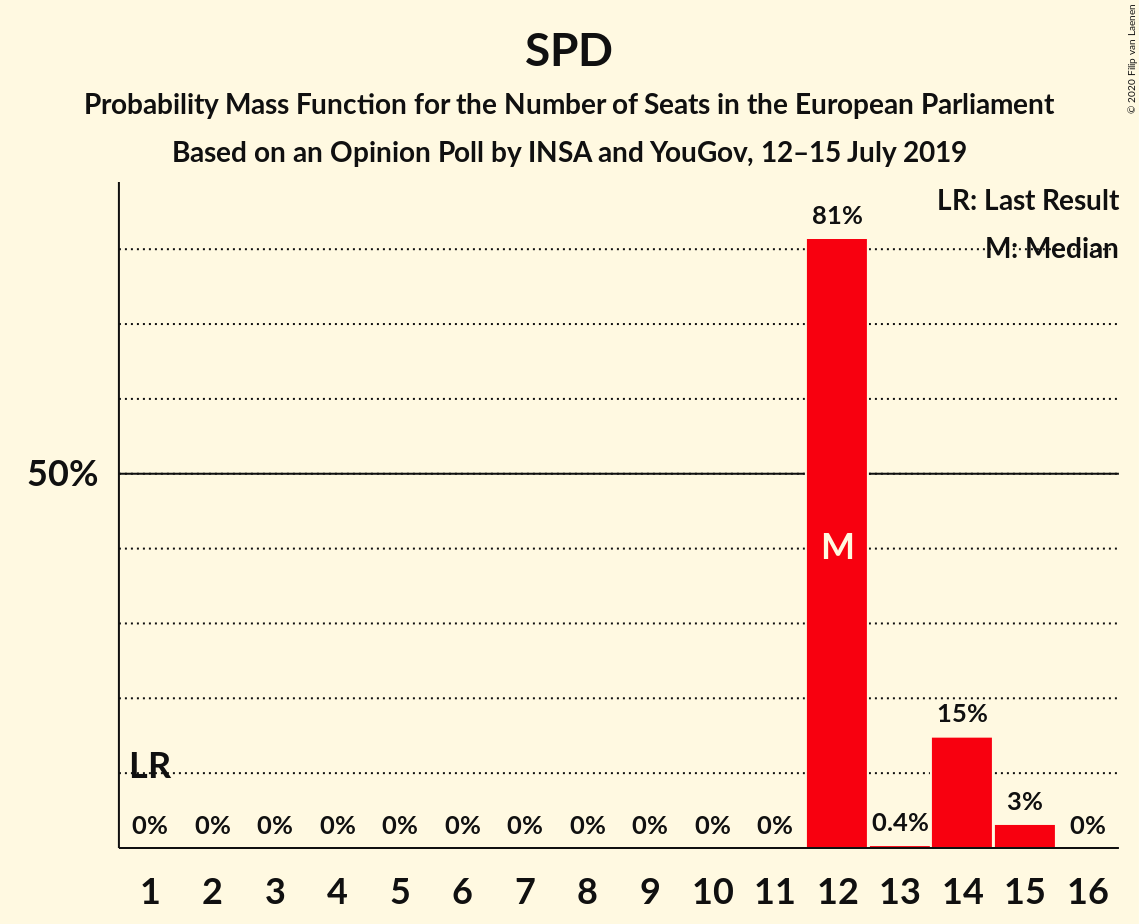 SPD
Probability Mass Function for the Number of Seats in the European Parliament
Based on an Opinion Poll by INSA and YouGov, 12–15 July 2019
© 2020 Filip van Laenen
LR: Last Result
M: Median
81%
50%
M
15%
LR
3%
0% 0% 0% 0% 0% 0% 0% 0% 0% 0% 0% 0.4% 0%
1 2 3 4 5 6 7 8 9 10 11 12 13 14 15 16